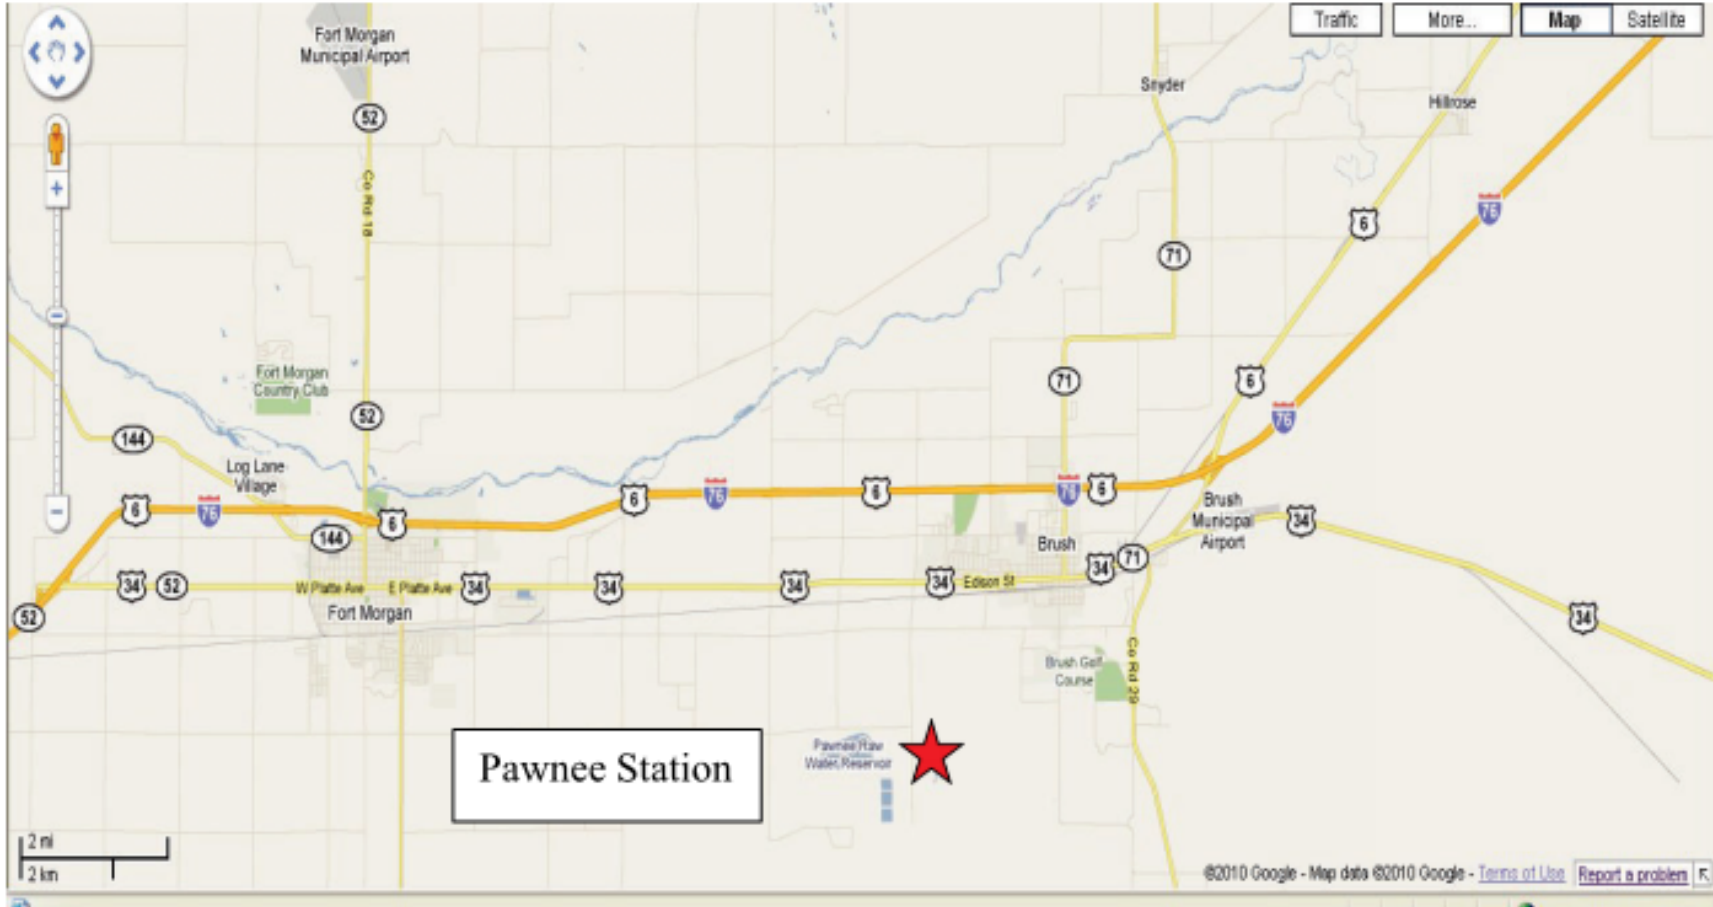 Traffic
More...
Map
Satellite
Fort Morgan
Municipal Airport
Snyder
Hillrose
52
Co Rd 18
6
76
71
71
6
76
Fort Morgan
Country Club
52
144
Log Lane
Village
6
76
6
6
76
6
76
6
Brush
Municipal
Airport
34
144
Brush
71
34
34
52
W Platte Ave
E Platte Ave
34
34
34
34
Edison St
52
Fort Morgan
34
Brush Golf
Course
Co Rd 29
Pawnee Station
Pawnee Raw
Water Reservoir
2 mi
2 km
©2010 Google - Map data ©2010 Google - Terms of Use
Report a problem